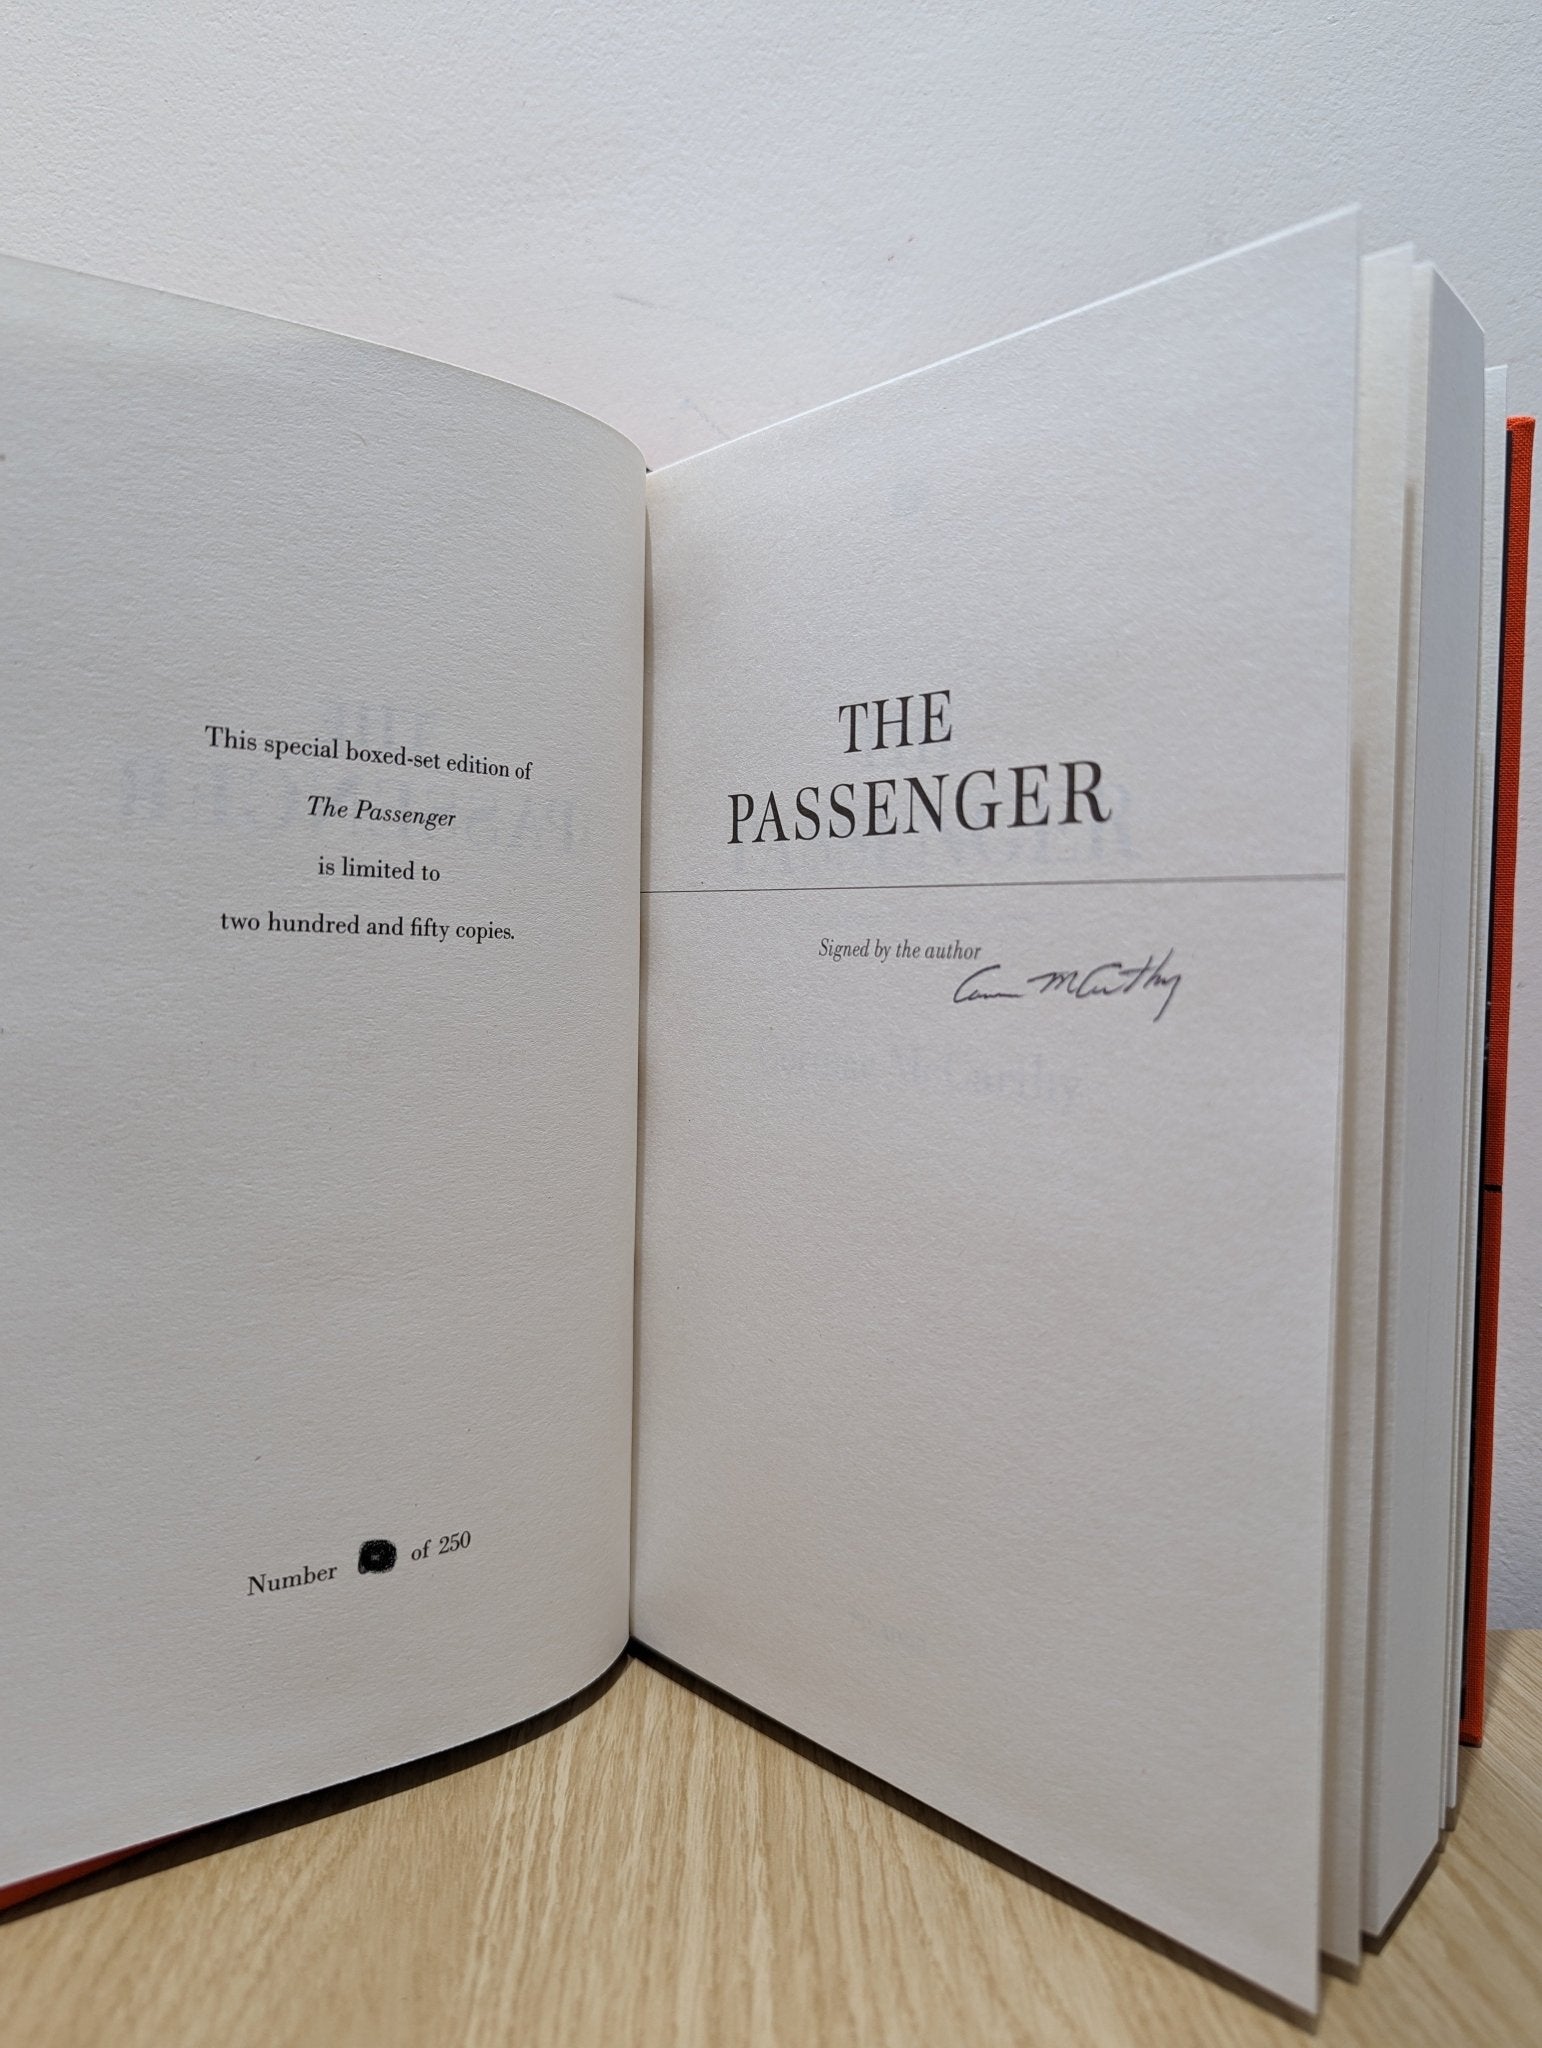 This special boxed-set edition of
The Passenger
is limited to
two hundred and fifty copies.
Number of 250
THE
PASSENGER
Signed by the author
McCarthy